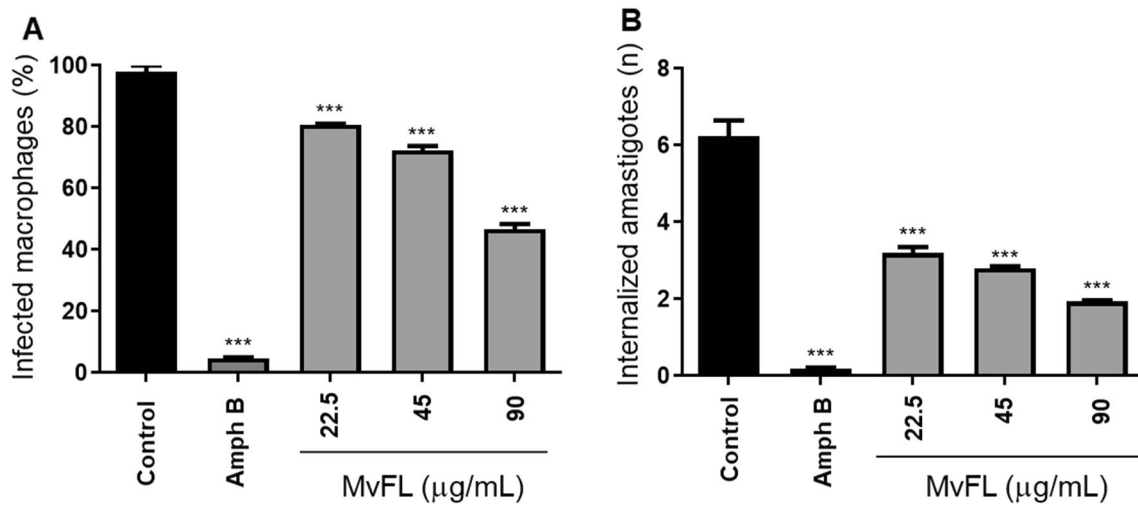 A
Infected macrophages (%)
100
80
60
40
20
0
***
***
***
***
Control
Amph B
22.5
45
90
MvFL (μg/mL)
B
Internalized amastigotes (n)
8
6
4
2
0
***
***
***
***
Control
Amph B
22.5
45
90
MvFL (μg/mL)